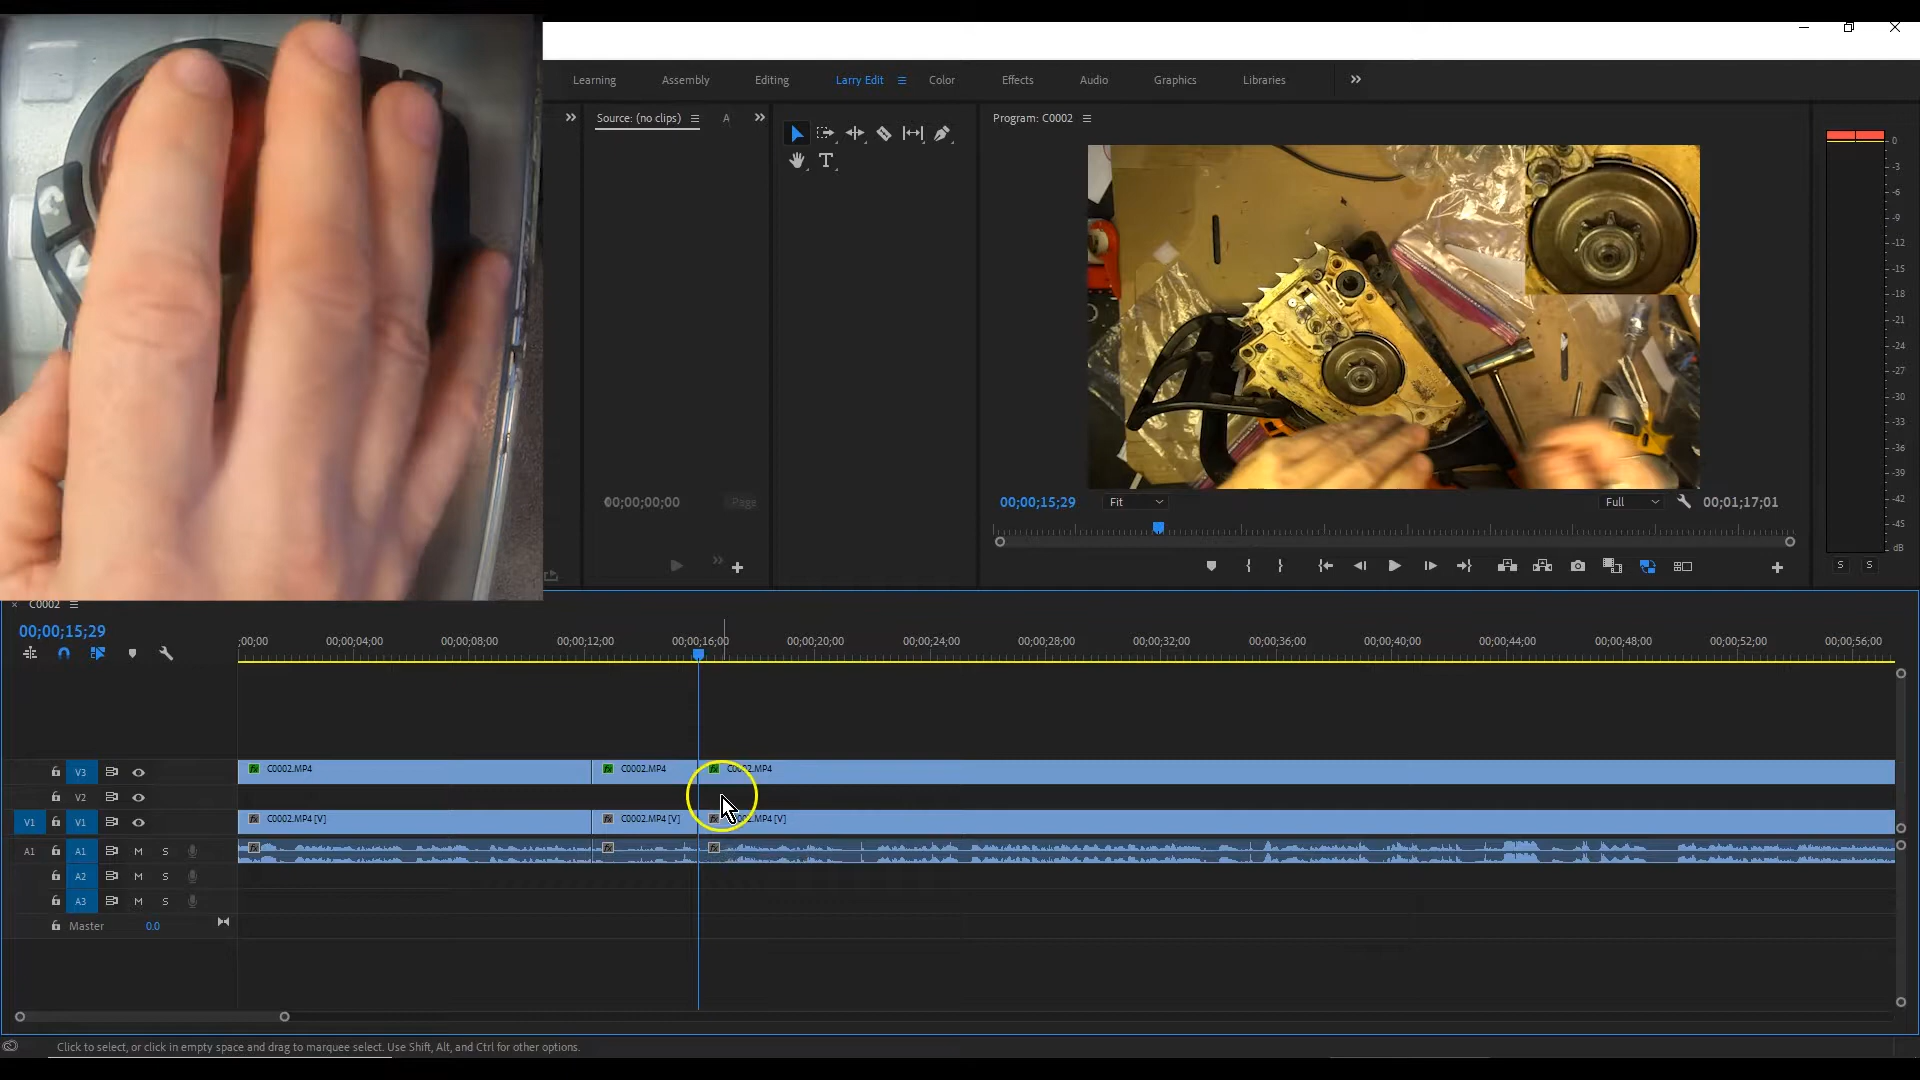 Learning Assembly Editing Larry Edit Color Effects Audio Graphics Libraries
Source: (no clips) A
Program: C0002
T
0
-3
-6
-9
-12
-15
-18
-21
-24
-27
-30
-33
-36
-39
-42
-45
dB
00;00;00;00 Page
00;00;15;29 Fit Full 00;01;17;01
S S
C0002
00;00;15;29
;00;00 00;00;04;00 00;00;08;00 00;00;12;00 00;00;16;00 00;00;20;00 00;00;24;00 00;00;28;00 00;00;32;00 00;00;36;00 00;00;40;00 00;00;44;00 00;00;48;00 00;00;52;00 00;00;56;00
V3 C0002.MP4 C0002.MP4 C0002.MP4
V2
V1 V1 C0002.MP4 [V] C0002.MP4 [V] .MP4 [V]
A1 A1 M S
A2 M S
A3 M S
Master 0.0
Click to select, or click in empty space and drag to marquee select. Use Shift, Alt, and Ctrl for other options.